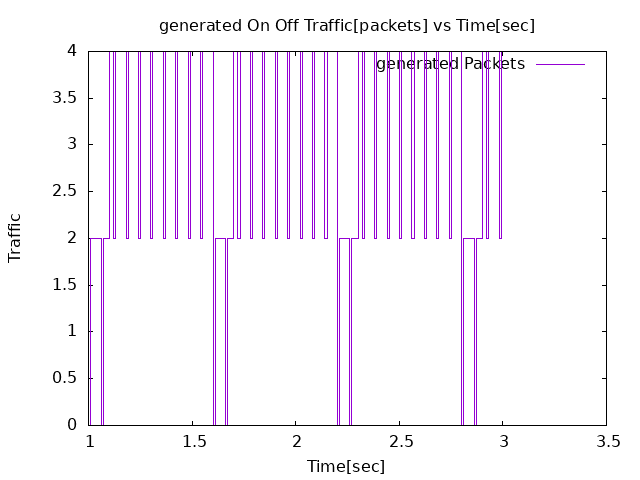 generated On Off Traffic[packets] vs Time[sec]
generated Packets
4
3.5
3
2.5
2
1.5
1
0.5
0
Traffic
1 1.5 2 2.5 3 3.5
Time[sec]